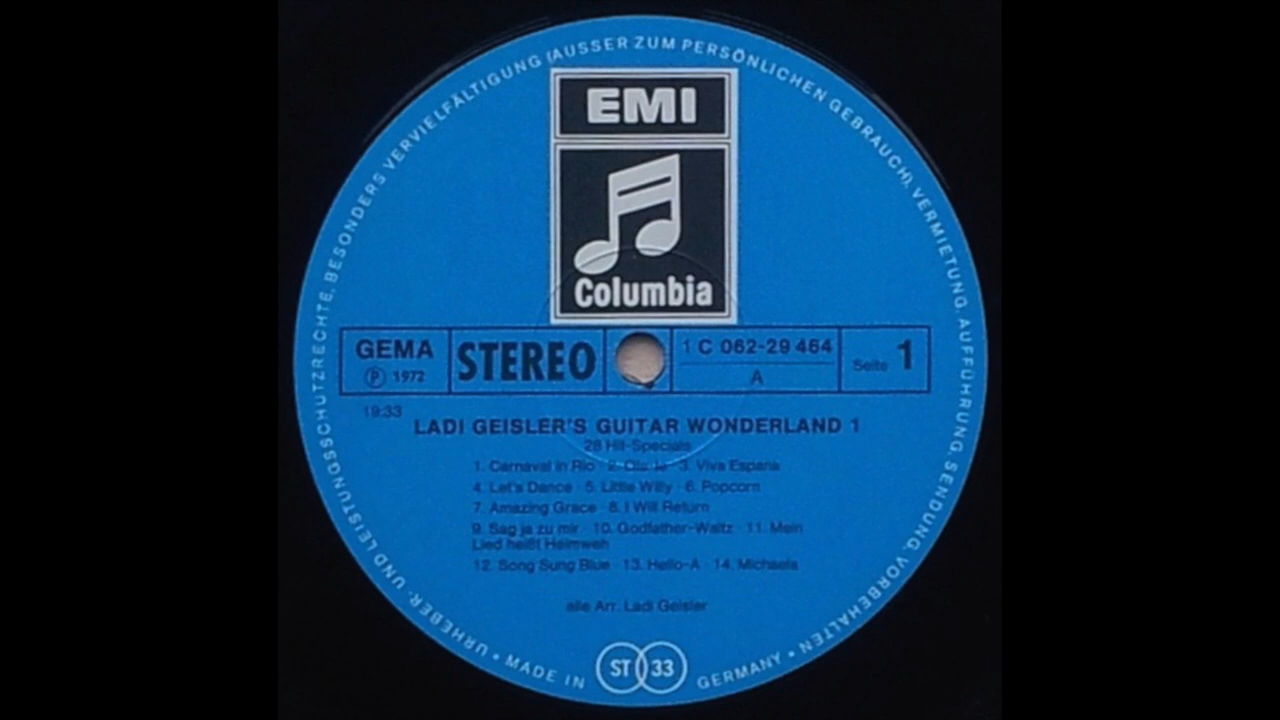 URHEBER- UND LEISTUNGSSCHUTZRECHTE, BESONDERS VERVIELFÄLTIGUNG (AUSSER ZUM PERSÖNLICHEN GEBRAUCH), VERMIETUNG, AUFFÜHRUNG, SENDUNG, VORBEHALTEN •
EMI
Columbia
GEMA
Ⓟ 1972
STEREO
1 C 062-29 464
A
Seite 1
19:33
LADI GEISLER'S GUITAR WONDERLAND 1
28 Hit-Specials
1. Carnaval in Rio · 2. · 3. Viva Espana
4. Let's Dance · 5. Little Willy · 6. Popcorn
7. Amazing Grace · 8. I Will Return
9. Sag ja zu mir · 10. Godfather-Waltz · 11. Mein
Lied heißt Heimweh
12. Song Sung Blue · 13. Hello-A · 14. Michaela
alle Arr. Ladi Geisler
• MADE IN GERMANY •
ST 33